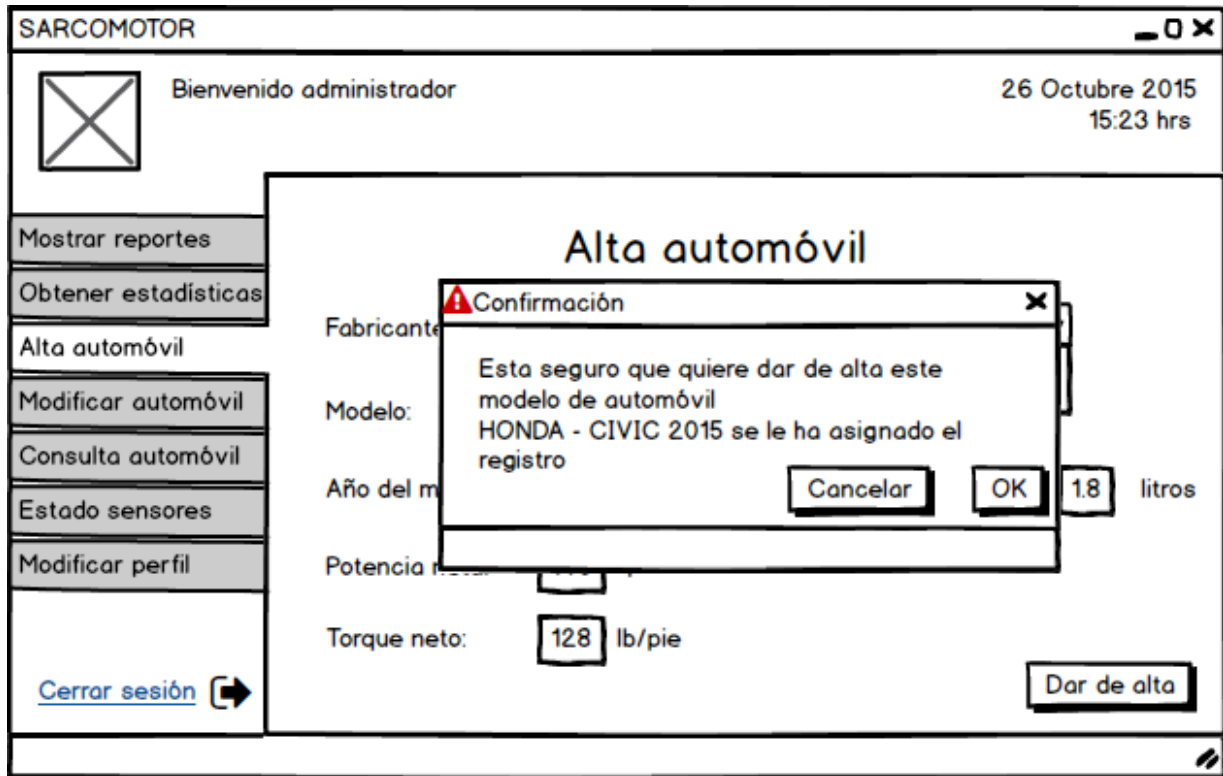 SARCOMOTOR
Bienvenido administrador
26 Octubre 2015
15:23 hrs
Mostrar reportes
Obtener estadísticas
Alta automóvil
Modificar automóvil
Consulta automóvil
Estado sensores
Modificar perfil
Cerrar sesión
Alta automóvil
Fabricante
Modelo:
Año del m
1.8 litros
Potencia
Torque neto: 128 lb/pie
Dar de alta
Confirmación
Esta seguro que quiere dar de alta este
modelo de automóvil
HONDA - CIVIC 2015 se le ha asignado el
registro
Cancelar OK